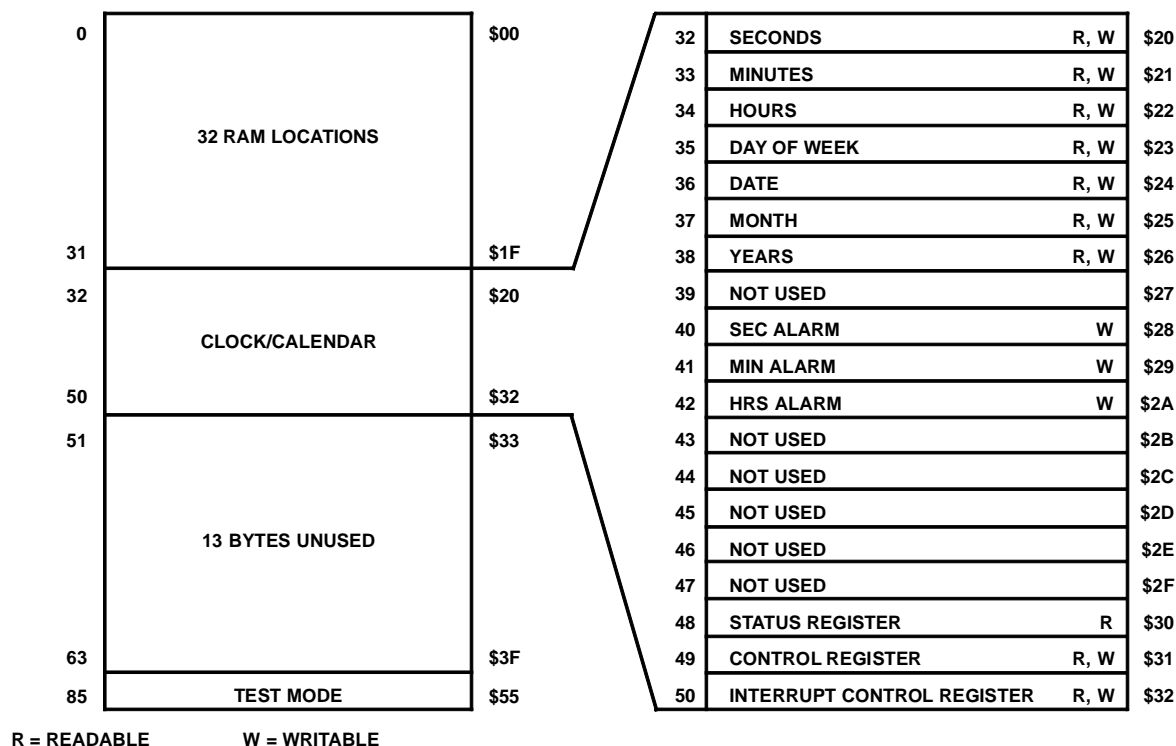 0 $00
32 RAM LOCATIONS
31 $1F
32 $20
CLOCK/CALENDAR
50 $32
51 $33
13 BYTES UNUSED
63 $3F
85 TEST MODE $55
32 SECONDS R, W $20
33 MINUTES R, W $21
34 HOURS R, W $22
35 DAY OF WEEK R, W $23
36 DATE R, W $24
37 MONTH R, W $25
38 YEARS R, W $26
39 NOT USED $27
40 SEC ALARM W $28
41 MIN ALARM W $29
42 HRS ALARM W $2A
43 NOT USED $2B
44 NOT USED $2C
45 NOT USED $2D
46 NOT USED $2E
47 NOT USED $2F
48 STATUS REGISTER R $30
49 CONTROL REGISTER R, W $31
50 INTERRUPT CONTROL REGISTER R, W $32
R = READABLE W = WRITABLE